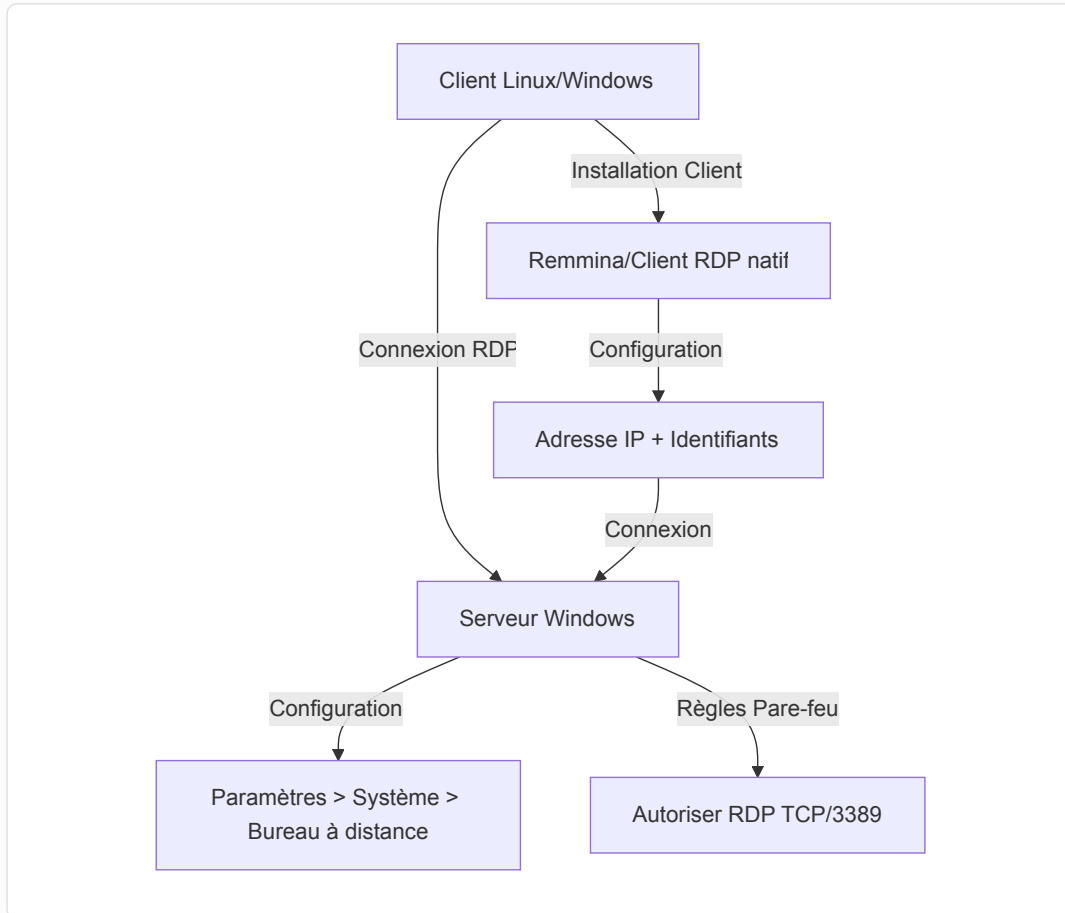 Client Linux/Windows
Installation Client
Remmina/Client RDP natif
Connexion RDP
Configuration
Adresse IP + Identifiants
Connexion
Serveur Windows
Configuration
Règles Pare-feu
Paramètres > Système >
Bureau à distance
Autoriser RDP TCP/3389